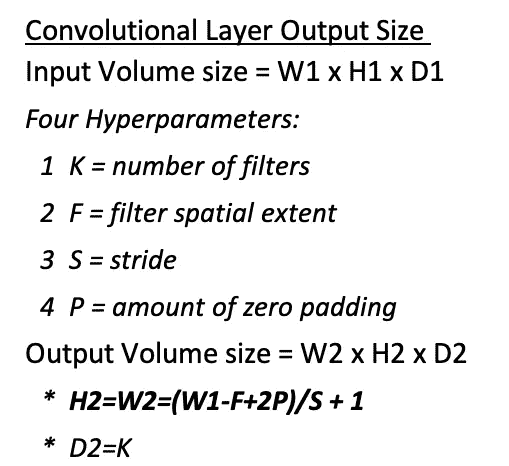 Convolutional Layer Output Size
Input Volume size = W1 x H1 x D1
Four Hyperparameters:
1 K = number of filters
2 F = filter spatial extent
3 S = stride
4 P = amount of zero padding
Output Volume size = W2 x H2 x D2
* H2=W2=(W1-F+2P)/S + 1
* D2=K